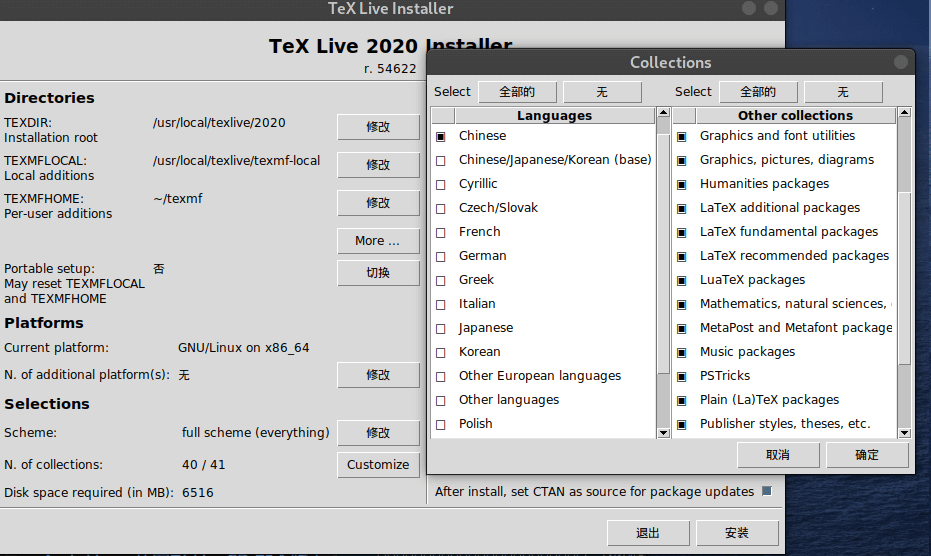 TeX Live Installer
TeX Live 2020 Installer
r. 54622
Directories
TEXDIR:
Installation root
/usr/local/texlive/2020
修改
TEXMFLOCAL:
Local additions
/usr/local/texlive/texmf-local
修改
TEXMFHOME:
Per-user additions
~/texmf
修改
More ...
Portable setup:
May reset TEXMFLOCAL
and TEXMFHOME
否
切换
Platforms
Current platform:
GNU/Linux on x86_64
N. of additional platform(s):
无
修改
Selections
Scheme:
full scheme (everything)
修改
N. of collections:
40 / 41
Customize
Disk space required (in MB):
6516
Collections
Select
全部的
无
Languages
Chinese
Chinese/Japanese/Korean (base)
Cyrillic
Czech/Slovak
French
German
Greek
Italian
Japanese
Korean
Other European languages
Other languages
Polish
Select
全部的
无
Other collections
Graphics and font utilities
Graphics, pictures, diagrams
Humanities packages
LaTeX additional packages
LaTeX fundamental packages
LaTeX recommended packages
LuaTeX packages
Mathematics, natural sciences,
MetaPost and Metafont package
Music packages
PSTricks
Plain (La)TeX packages
Publisher styles, theses, etc.
取消
确定
After install, set CTAN as source for package updates
退出
安装